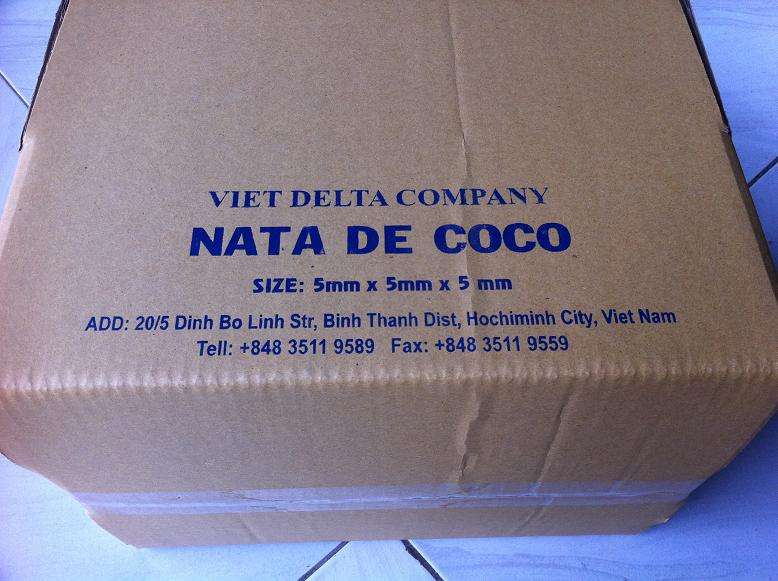 VIET DELTA COMPANY
NATA DE COCO
SIZE: 5mm x 5mm x 5 mm
ADD: 20/5 Dinh Bo Linh Str, Binh Thanh Dist, Hochiminh City, Viet Nam
Tell: +848 3511 9589 Fax: +848 3511 9559